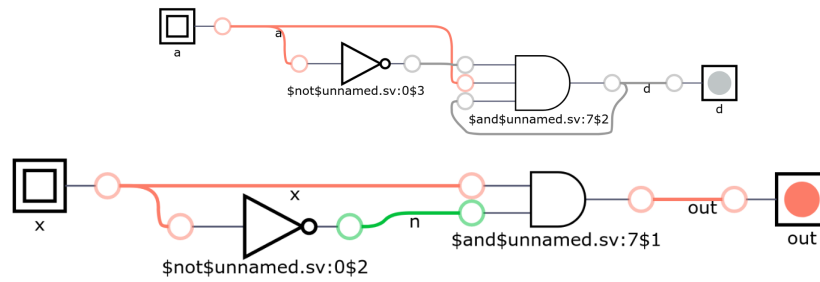 a
a
$not$unnamed.sv:0$3
$and$unnamed.sv:7$2
d
d
x
x
$not$unnamed.sv:0$2
n
$and$unnamed.sv:7$1
out
out